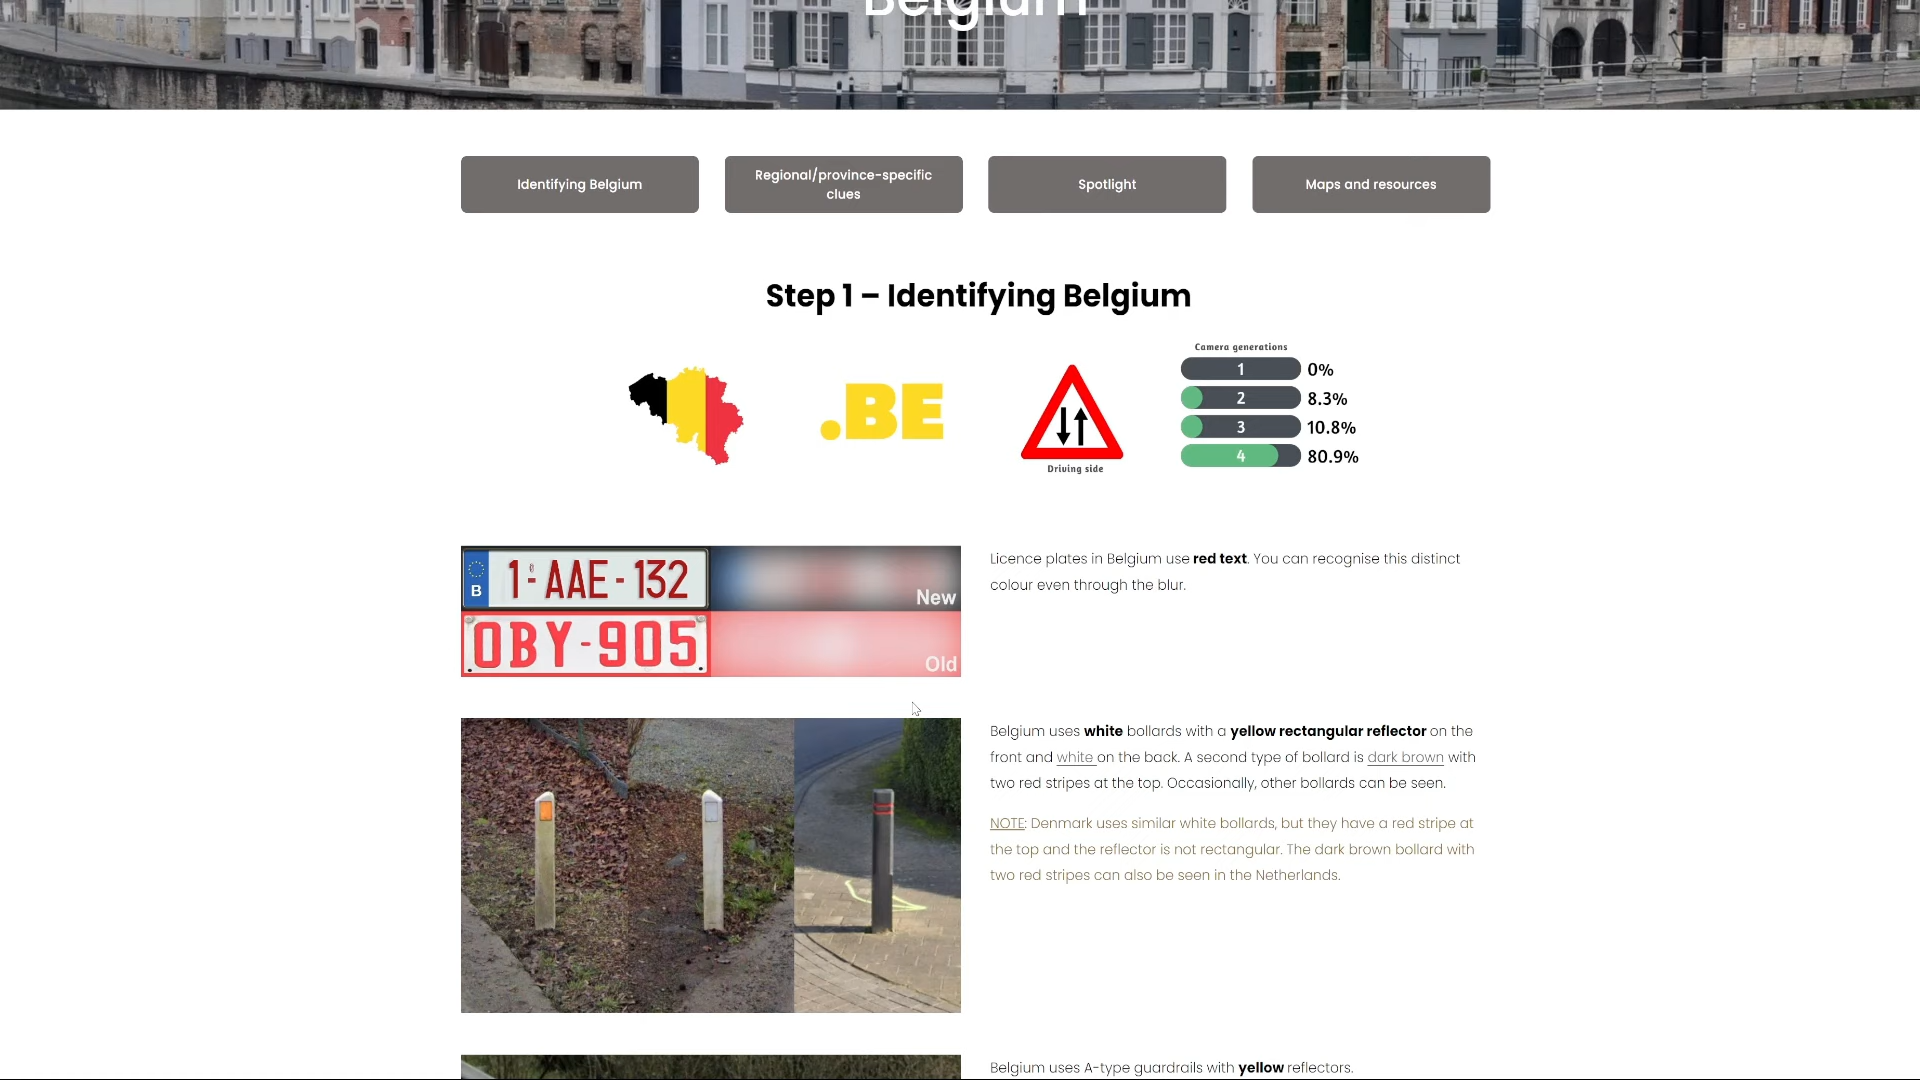 Belgium
Identifying Belgium
Regional/province-specific
clues
Spotlight
Maps and resources
Step 1 – Identifying Belgium
.BE
Driving side
Camera generations
1 0%
2 8.3%
3 10.8%
4 80.9%
B 1-AAE-132
New
OBY-905
Old
Licence plates in Belgium use red text. You can recognise this distinct
colour even through the blur.
Belgium uses white bollards with a yellow rectangular reflector on the
front and white on the back. A second type of bollard is dark brown with
two red stripes at the top. Occasionally, other bollards can be seen.
NOTE: Denmark uses similar white bollards, but they have a red stripe at
the top and the reflector is not rectangular. The dark brown bollard with
two red stripes can also be seen in the Netherlands.
Belgium uses A-type guardrails with yellow reflectors.